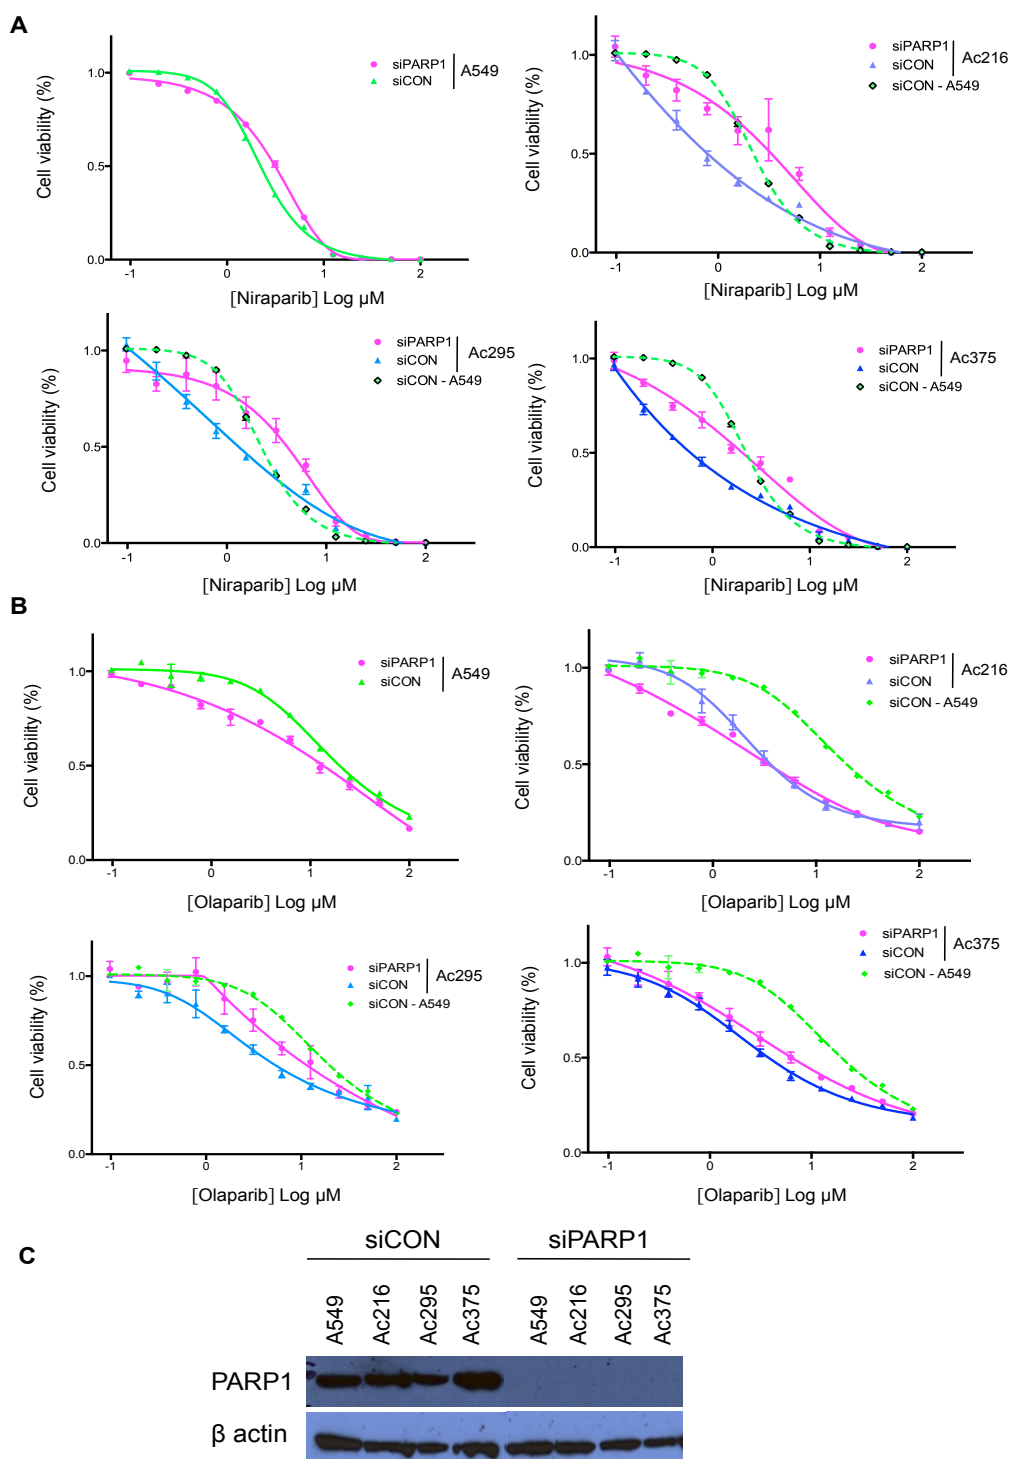 A
siPARP1
siCON
A549
Cell viability (%)
1.0
0.5
0.0
-1 0 1 2
[Niraparib] Log µM
siPARP1
siCON
Ac216
siCON - A549
Cell viability (%)
1.0
0.5
0.0
-1 0 1 2
[Niraparib] Log µM
siPARP1
siCON
Ac295
siCON - A549
Cell viability (%)
1.0
0.5
0.0
-1 0 1 2
[Niraparib] Log µM
siPARP1
siCON
Ac375
siCON - A549
Cell viability (%)
1.0
0.5
0.0
-1 0 1 2
[Niraparib] Log µM
B
siPARP1
siCON
A549
Cell viability (%)
1.0
0.5
0.0
-1 0 1 2
[Olaparib] Log µM
siPARP1
siCON
Ac216
siCON - A549
Cell viability (%)
1.0
0.5
0.0
-1 0 1 2
[Olaparib] Log µM
siPARP1
siCON
Ac295
siCON - A549
Cell viability (%)
1.0
0.5
0.0
-1 0 1 2
[Olaparib] Log µM
siPARP1
siCON
Ac375
siCON - A549
Cell viability (%)
1.0
0.5
0.0
-1 0 1 2
[Olaparib] Log µM
C
siCON siPARP1
A549 Ac216 Ac295 Ac375 A549 Ac216 Ac295 Ac375
PARP1
β actin